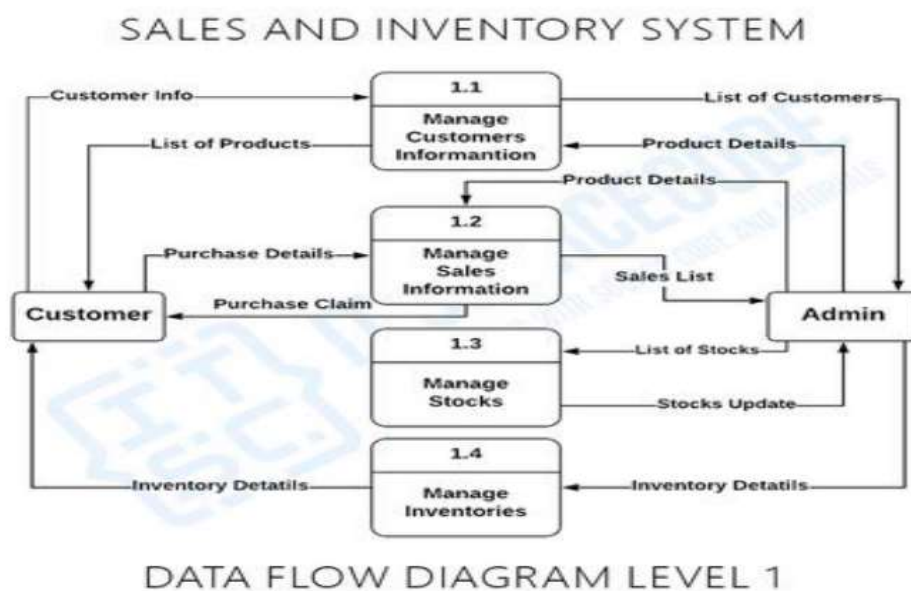 SALES AND INVENTORY SYSTEM
1.1
Customer Info
List of Customers
Manage
Customers
Informantion
List of Products
Product Details
Product Details
1.2
Purchase Details
Manage
Sales
Information
Sales List
Purchase Claim
Customer
Admin
1.3
List of Stocks
Manage
Stocks
Stocks Update
1.4
Inventory Detatils
Manage
Inventories
Inventory Detatils
DATA FLOW DIAGRAM LEVEL 1